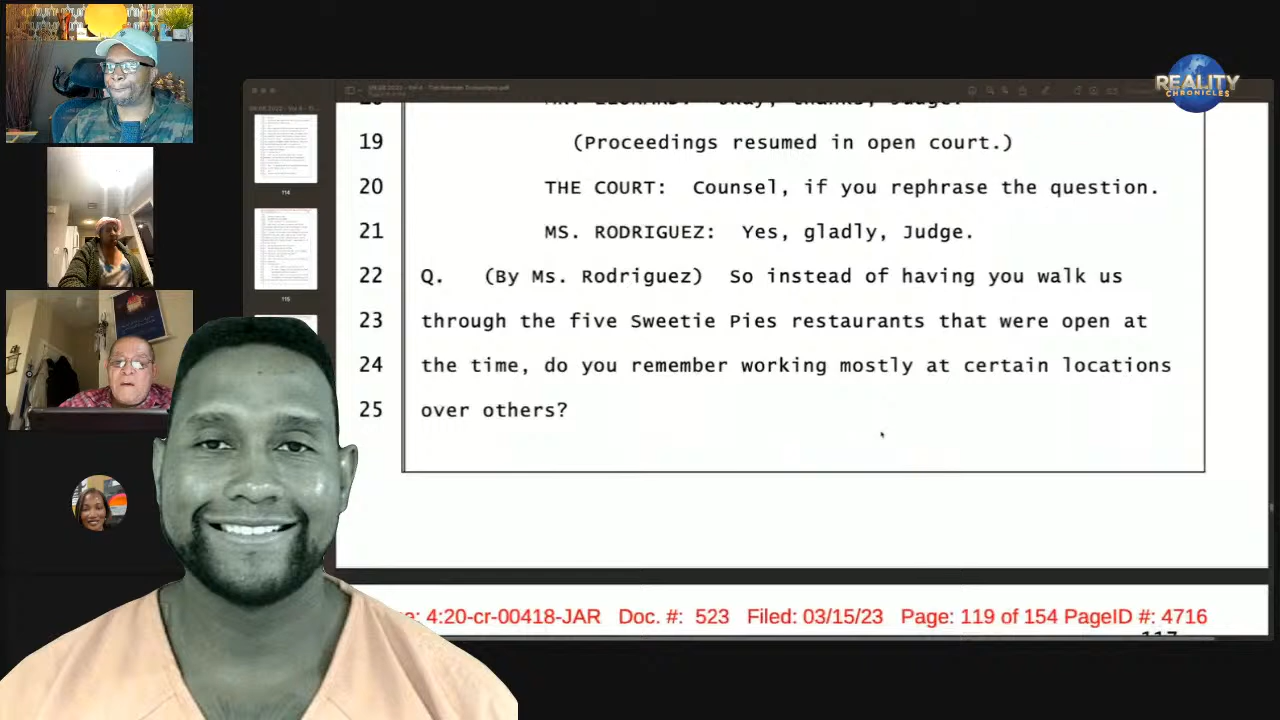 REALITY
CHRONICLES
114
19 (Proceedings resumed in open court.)
20 THE COURT: Counsel, if you rephrase the question.
21 MS. RODRIGUEZ: Yes, gladly, Judge.
22 Q. (By Ms. Rodriguez) So instead of having you walk us
23 through the five Sweetie Pies restaurants that were open at
24 the time, do you remember working mostly at certain locations
25 over others?
115
: 4:20-cr-00418-JAR Doc. #: 523 Filed: 03/15/23 Page: 119 of 154 PageID #: 4716